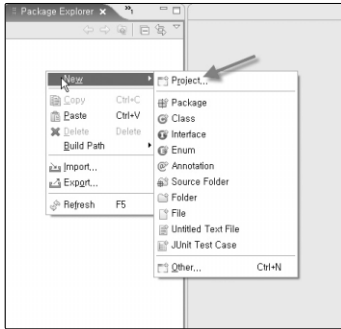 Package Explorer
New
Project...
Copy Ctrl+C
Package
Paste Ctrl+V
Class
Delete Delete
Interface
Build Path
Enum
Annotation
Import...
Source Folder
Export...
Folder
Refresh F5
File
Untitled Text File
JUnit Test Case
Other... Ctrl+N